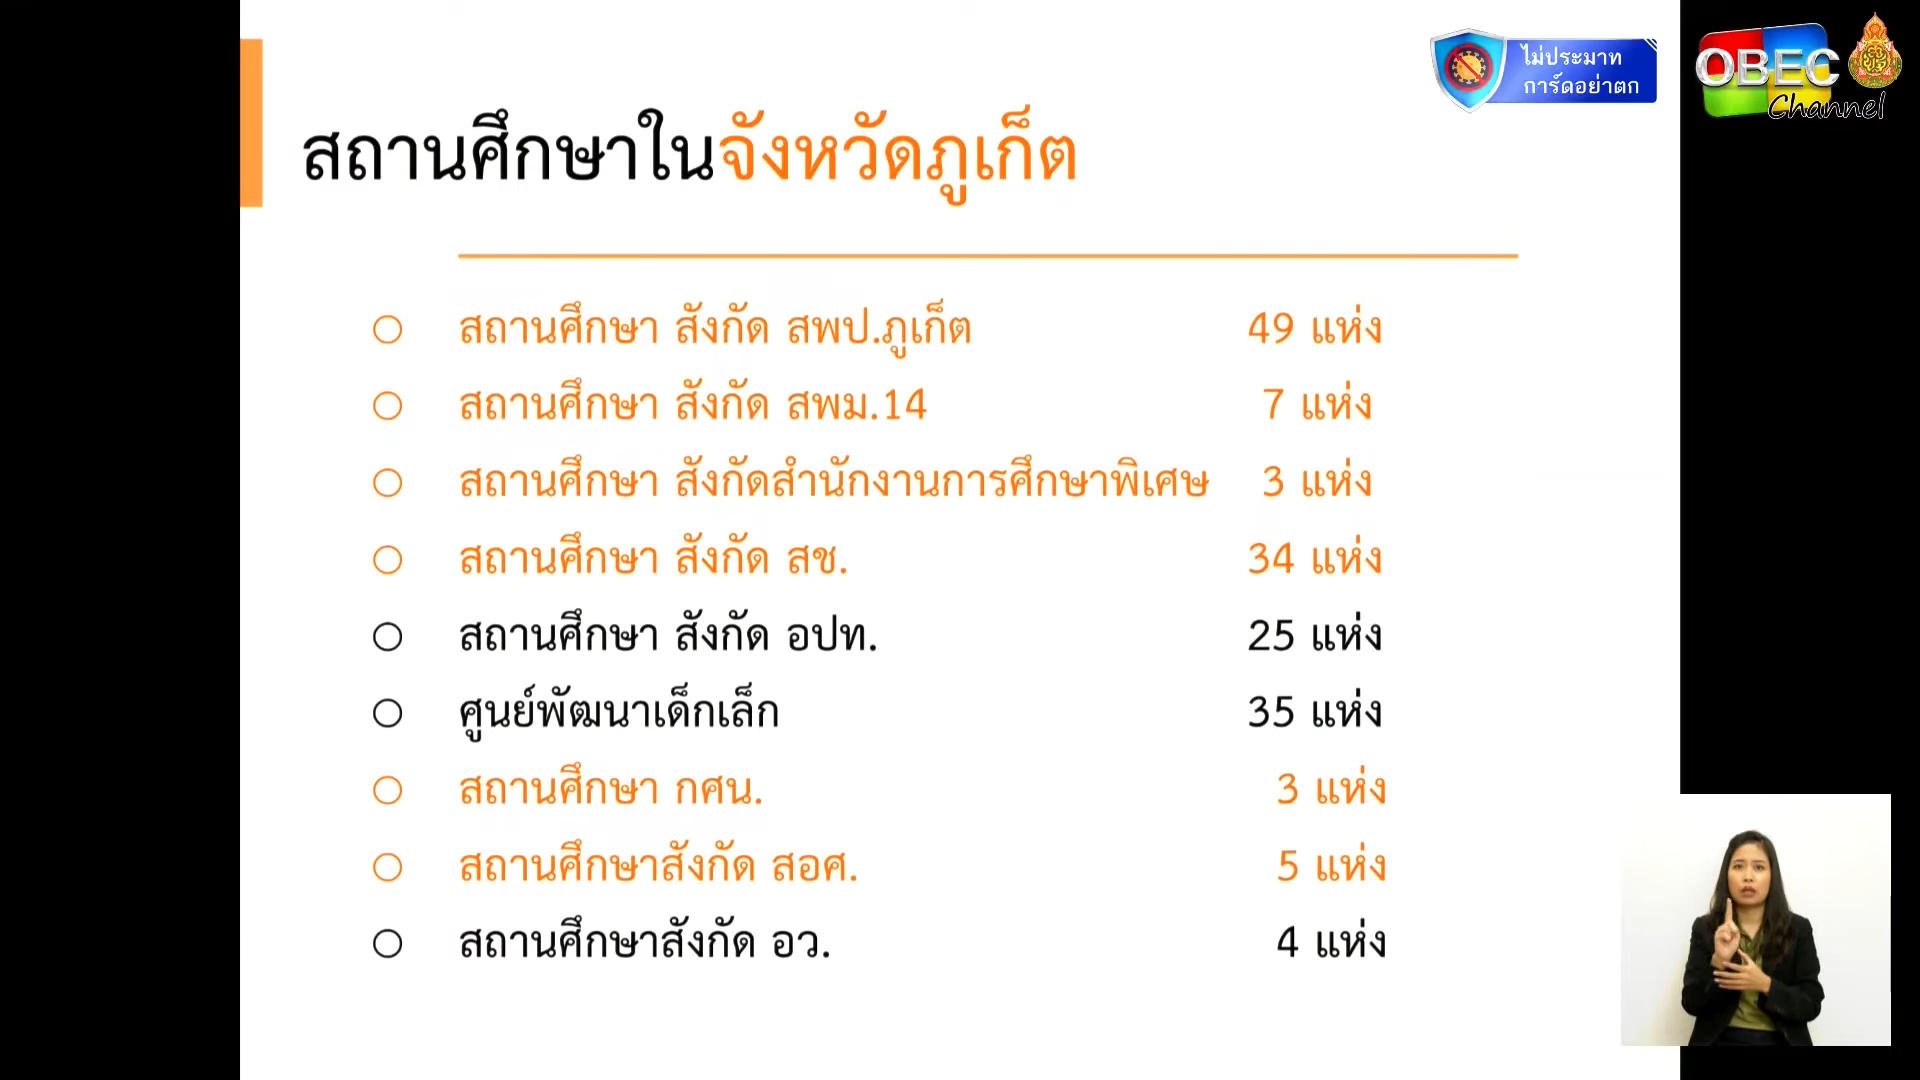 ไม่ประมาท
การ์ดอย่าตก
OBEC
Channel
สถานศึกษาในจังหวัดภูเก็ต
สถานศึกษา สังกัด สพป.ภูเก็ต 49 แห่ง
สถานศึกษา สังกัด สพม.14 7 แห่ง
สถานศึกษา สังกัดสำนักงานการศึกษาพิเศษ 3 แห่ง
สถานศึกษา สังกัด สช. 34 แห่ง
สถานศึกษา สังกัด อปท. 25 แห่ง
ศูนย์พัฒนาเด็กเล็ก 35 แห่ง
สถานศึกษา กศน. 3 แห่ง
สถานศึกษาสังกัด สอศ. 5 แห่ง
สถานศึกษาสังกัด อว. 4 แห่ง